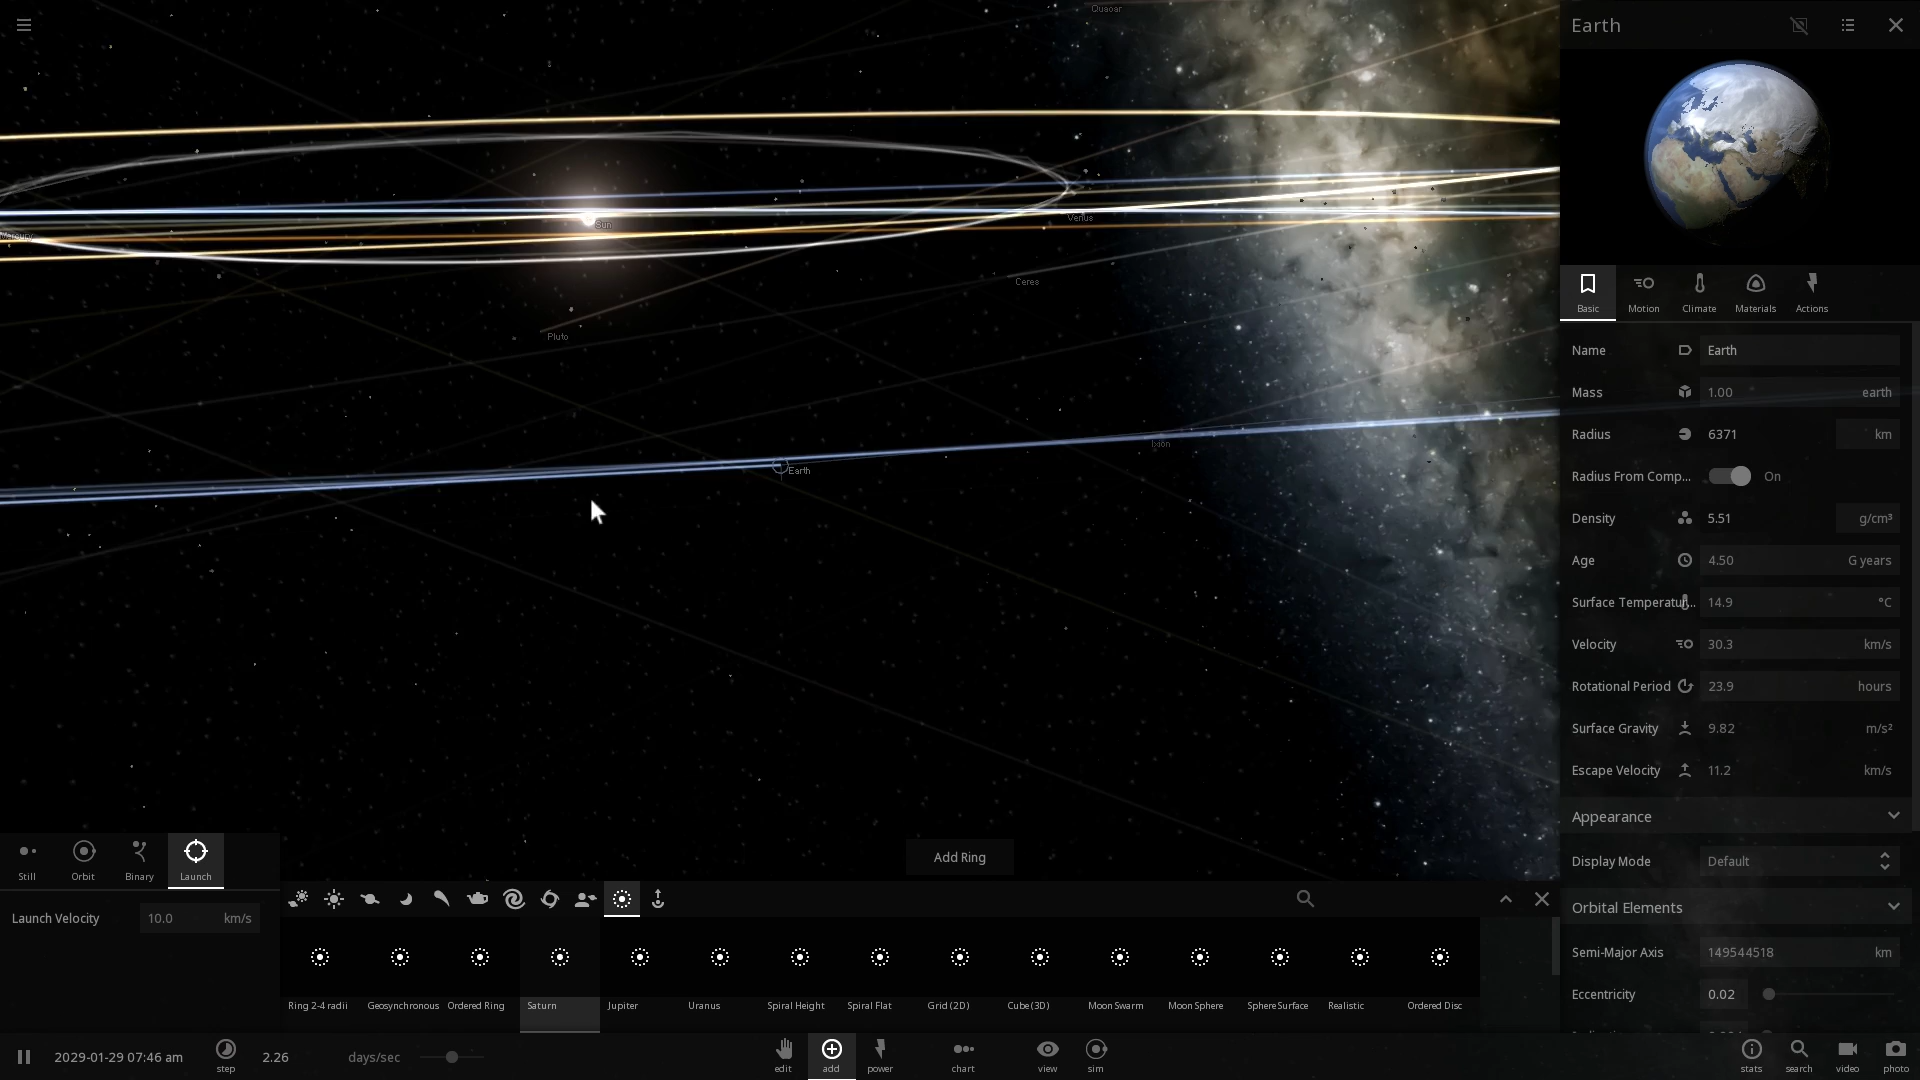 Quaoar
Earth
Sun
Mercury
Venus
Ceres
Pluto
Ixion
Earth
Basic
Motion
Climate
Materials
Actions
Name
Earth
Mass
1.00
earth
Radius
6371
km
Radius From Comp...
On
Density
5.51
g/cm³
Age
4.50
G years
Surface Temperatur...
14.9
°C
Velocity
30.3
km/s
Rotational Period
23.9
hours
Surface Gravity
9.82
m/s²
Escape Velocity
11.2
km/s
Appearance
Display Mode
Default
Orbital Elements
Semi-Major Axis
149544518
km
Eccentricity
0.02
Still
Orbit
Binary
Launch
Launch Velocity
10.0
km/s
Add Ring
Ring 2-4 radii
Geosynchronous
Ordered Ring
Saturn
Jupiter
Uranus
Spiral Height
Spiral Flat
Grid (2D)
Cube (3D)
Moon Swarm
Moon Sphere
Sphere Surface
Realistic
Ordered Disc
2029-01-29 07:46 am
step
2.26
days/sec
edit
add
power
chart
view
sim
stats
search
video
photo